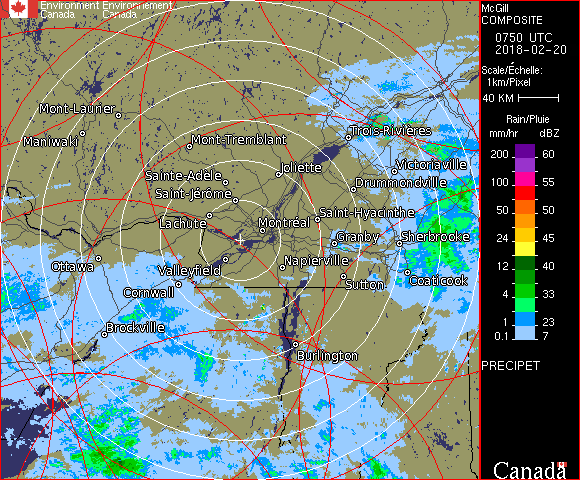 Environment Environnement
Canada Canada
McGill
COMPOSITE
0750 UTC
2018-02-20
Scale/Échelle:
1km/Pixel
40 KM
Rain/Pluie
mm/hr dBZ
200 60
100 55
50 50
24 45
12 40
4 33
1 23
0.1 7
PRECIPET
Canada
Mont-Laurier
Maniwaki
Mont-Tremblant
Trois-Rivières
Sainte-Adèle
Joliette
Victoriaville
Saint-Jérôme
Drummondville
Lachute
Montréal
Saint-Hyacinthe
Granby
Sherbrooke
Ottawa
Valleyfield
Napierville
Cornwall
Sutton
Coaticook
Brockville
Burlington